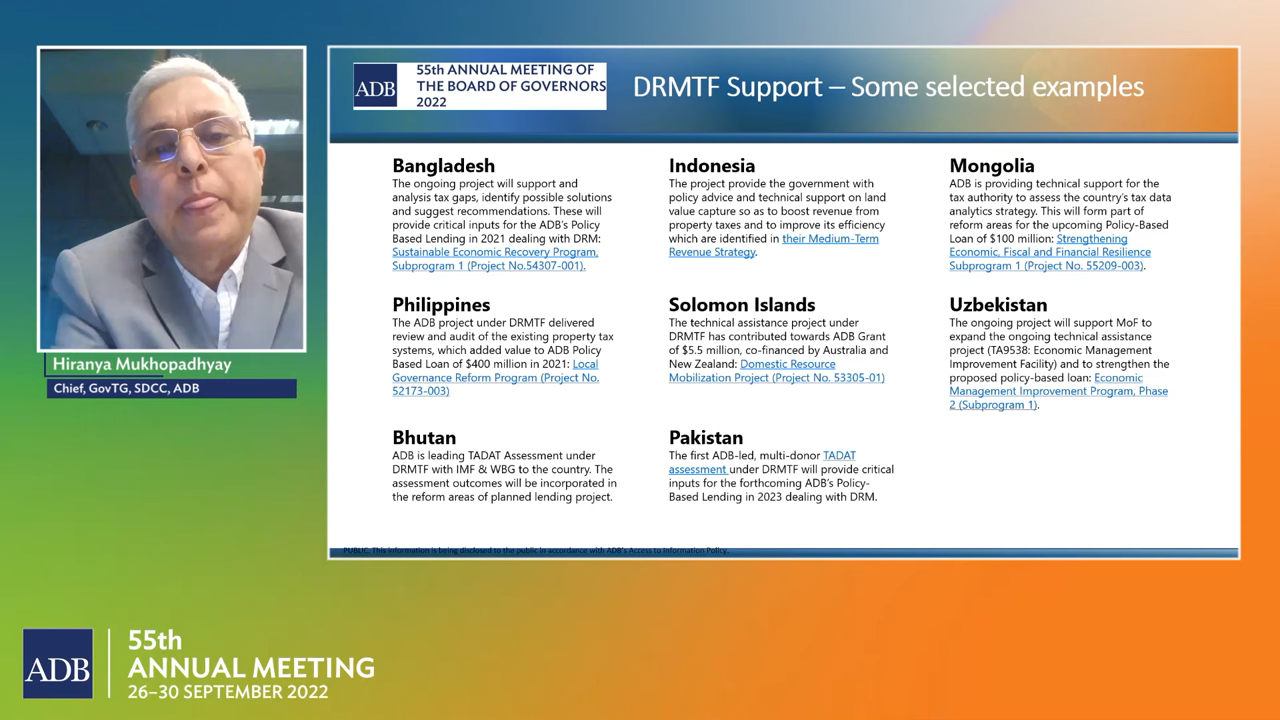 Hiranya Mukhopadhyay
Chief, GovTG, SDCC, ADB
ADB
55th ANNUAL MEETING OF
THE BOARD OF GOVERNORS
2022
DRMTF Support – Some selected examples
Bangladesh
The ongoing project will support and
analysis tax gaps, identify possible solutions
and suggest recommendations. These will
provide critical inputs for the ADB's Policy
Based Lending in 2021 dealing with DRM:
Sustainable Economic Recovery Program,
Subprogram 1 (Project No.54307-001).
Indonesia
The project provide the government with
policy advice and technical support on land
value capture so as to boost revenue from
property taxes and to improve its efficiency
which are identified in their Medium-Term
Revenue Strategy.
Mongolia
ADB is providing technical support for the
tax authority to assess the country's tax data
analytics strategy. This will form part of
reform areas for the upcoming Policy-Based
Loan of $100 million: Strengthening
Economic, Fiscal and Financial Resilience
Subprogram 1 (Project No. 55209-003).
Philippines
The ADB project under DRMTF delivered
review and audit of the existing property tax
systems, which added value to ADB Policy
Based Loan of $400 million in 2021: Local
Governance Reform Program (Project No.
52173-003)
Solomon Islands
The technical assistance project under
DRMTF has contributed towards ADB Grant
of $5.5 million, co-financed by Australia and
New Zealand: Domestic Resource
Mobilization Project (Project No. 53305-01)
Uzbekistan
The ongoing project will support MoF to
expand the ongoing technical assistance
project (TA9538: Economic Management
Improvement Facility) and to strengthen the
proposed policy-based loan: Economic
Management Improvement Program, Phase
2 (Subprogram 1).
Bhutan
ADB is leading TADAT Assessment under
DRMTF with IMF & WBG to the country. The
assessment outcomes will be incorporated in
the reform areas of planned lending project.
Pakistan
The first ADB-led, multi-donor TADAT
assessment under DRMTF will provide critical
inputs for the forthcoming ADB's Policy-
Based Lending in 2023 dealing with DRM.
PUBLIC. This information is being disclosed to the public in accordance with ADB's Access to Information Policy.
ADB
55th
ANNUAL MEETING
26–30 SEPTEMBER 2022